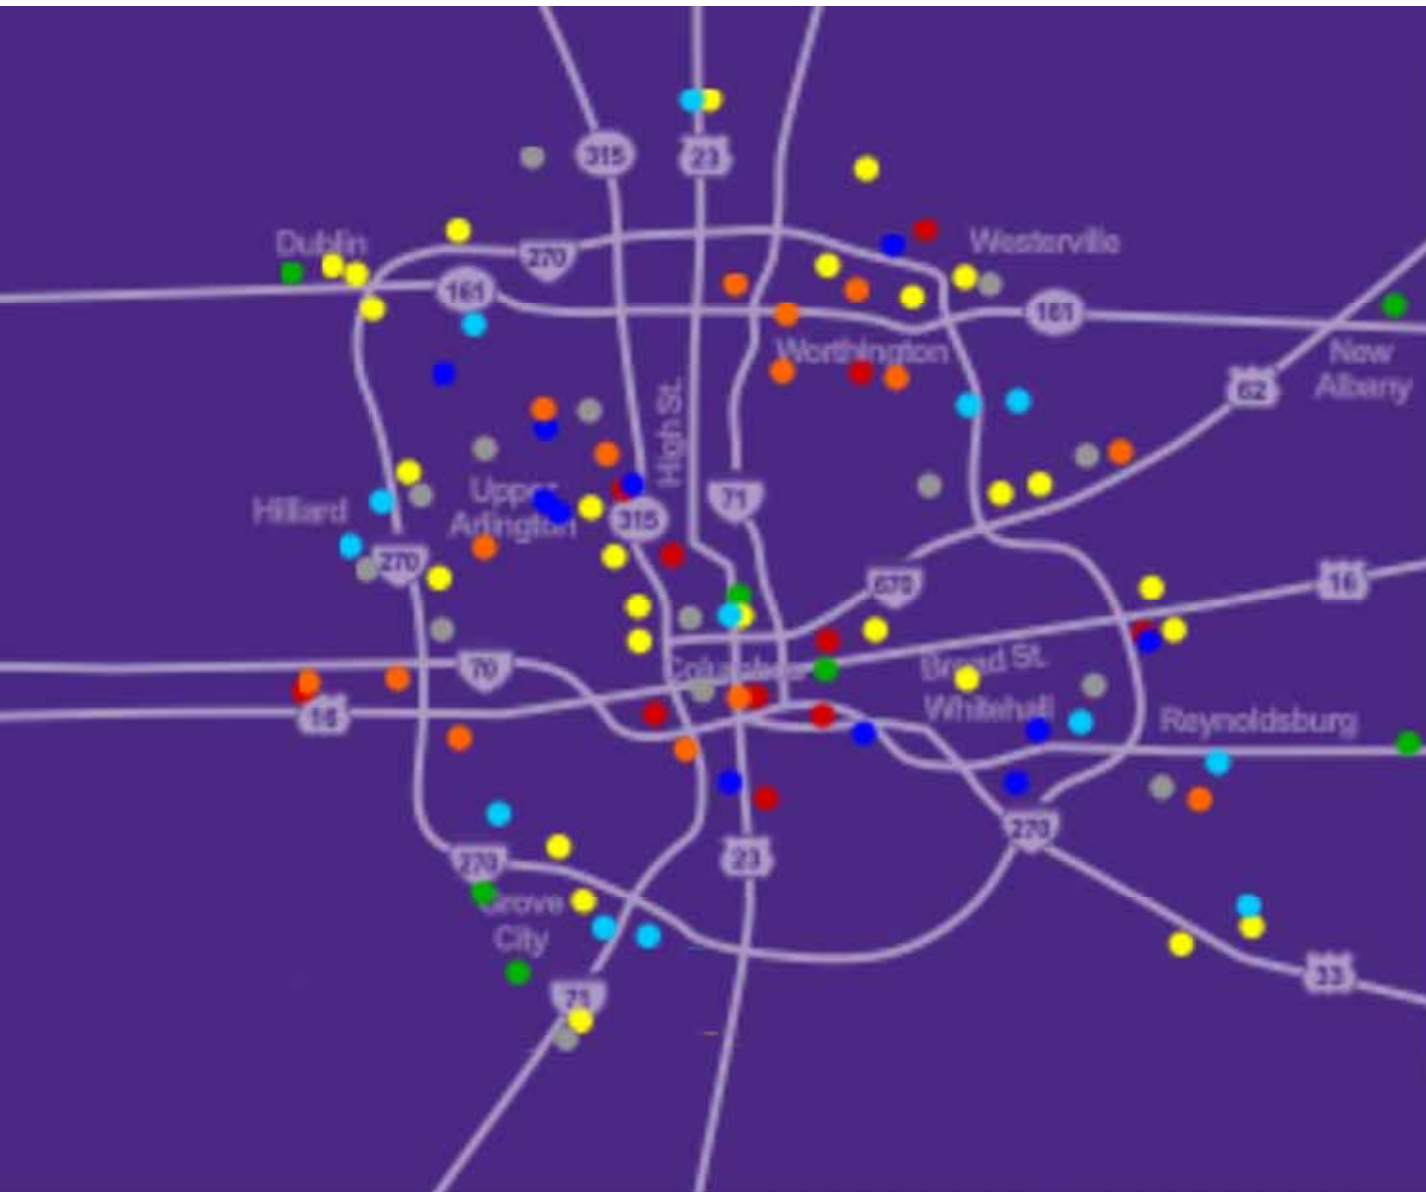 315
23
Dublin
270
Westerville
161
161
Worthington
New
Albany
62
High St.
71
Upper
Arlington
Hilliard
315
270
670
16
70
Columbus
Broad St.
Whitehall
16
Reynoldsburg
270
23
270
Grove
City
71
33